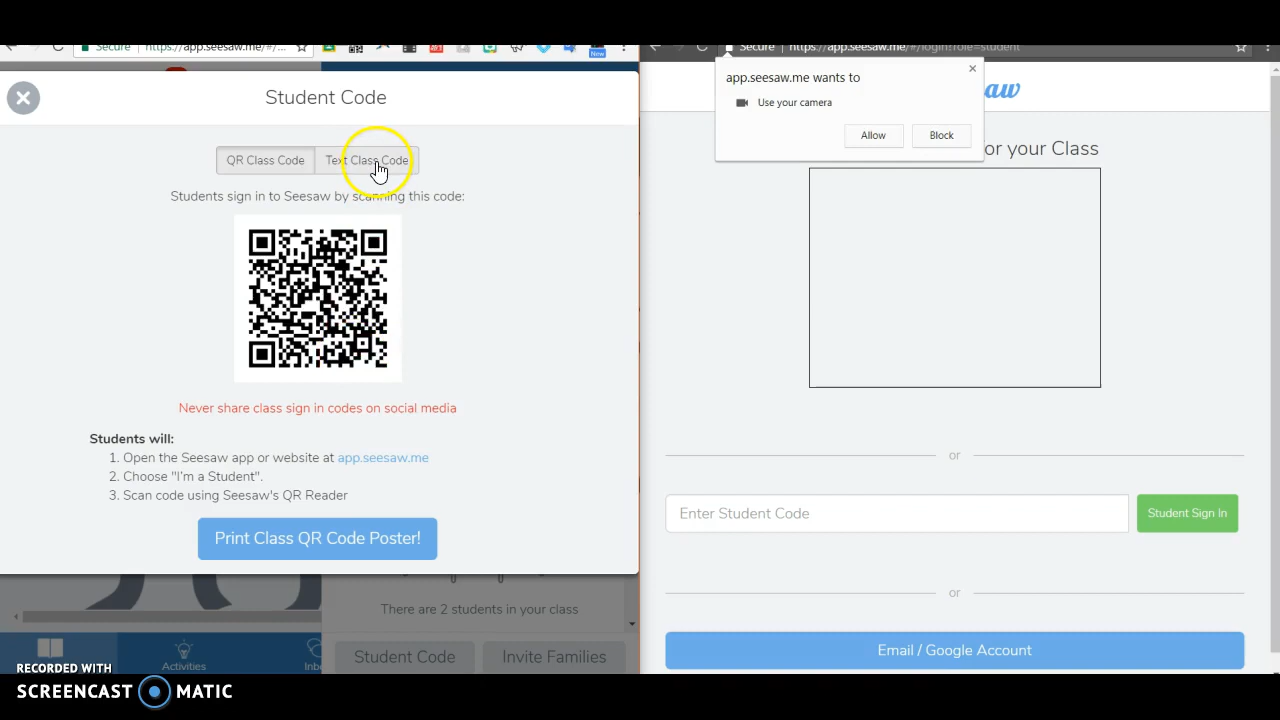 Secure https://app.seesaw.me/#/...
New
Student Code
QR Class Code
Text Class Code
Students sign in to Seesaw by scanning this code:
Never share class sign in codes on social media
Students will:
1. Open the Seesaw app or website at app.seesaw.me
2. Choose "I'm a Student".
3. Scan code using Seesaw's QR Reader
Print Class QR Code Poster!
There are 2 students in your class
Student Code
Invite Families
Activities
RECORDED WITH
SCREENCAST MATIC
Secure https://app.seesaw.me/#/login?role=student
app.seesaw.me wants to
Use your camera
Allow
Block
aw
or your Class
or
Enter Student Code
Student Sign In
or
Email / Google Account